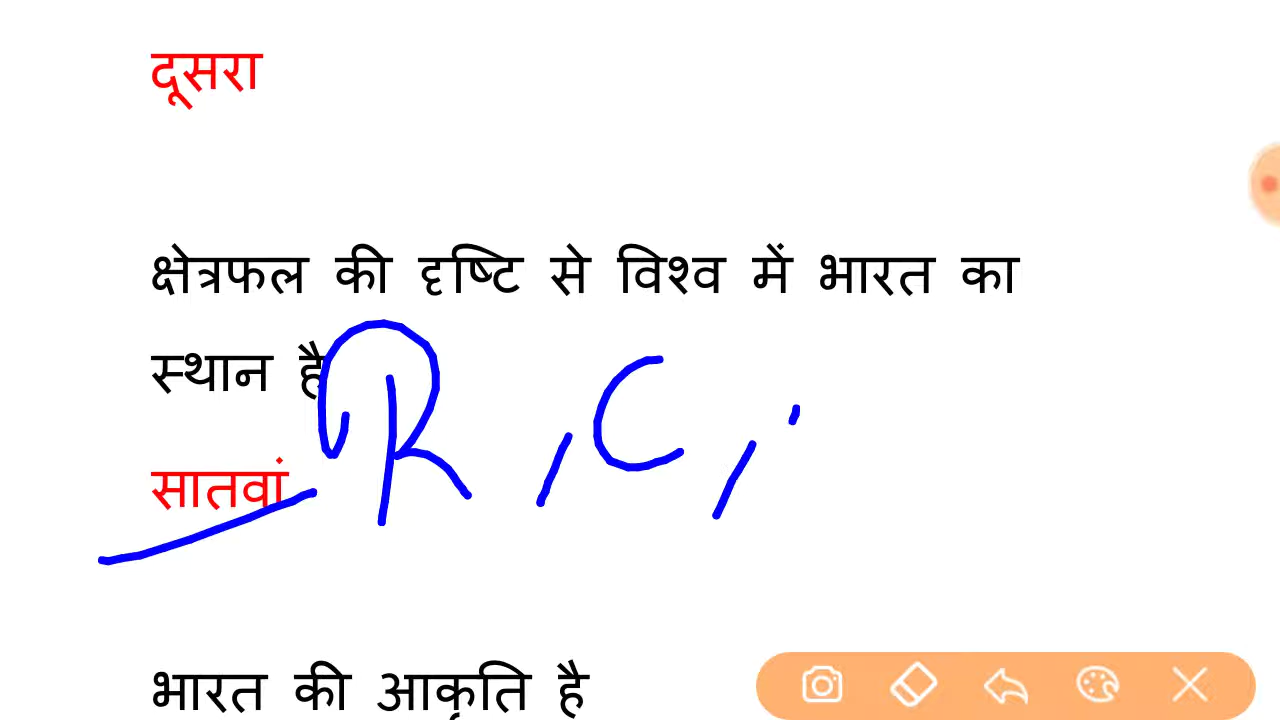 दूसरा
क्षेत्रफल की दृष्टि से विश्व में भारत का
स्थान है
R , C ,
सातवां
भारत की आकृति है